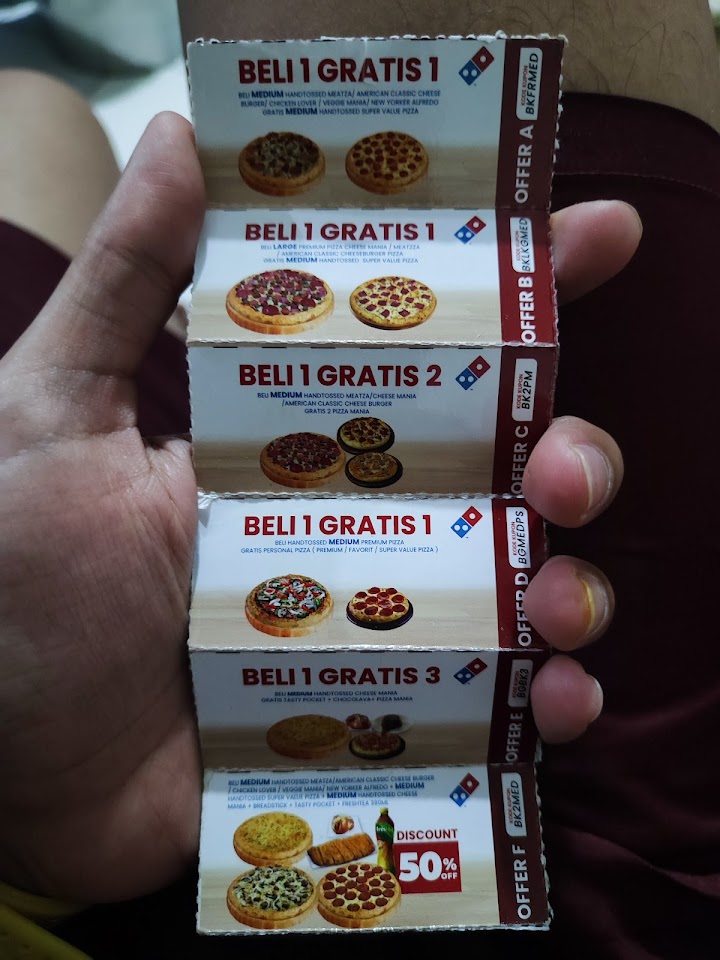 BELI 1 GRATIS 1
BELI MEDIUM HANDTOSSED MEATZA/ AMERICAN CLASSIC CHEESE
BURGER/ CHICKEN LOVER / VEGGIE MANIA/ NEW YORKER ALFREDO
GRATIS MEDIUM HANDTOSSED SUPER VALUE PIZZA
OFFER A
KODE KUPON
BKFRMED
BELI 1 GRATIS 1
BELI LARGE PREMIUM PIZZA CHEESE MANIA / MEATZZA
/ AMERICAN CLASSIC CHEESEBURGER PIZZA
GRATIS MEDIUM HANDTOSSED SUPER VALUE PIZZA
OFFER B
KODE KUPON
BKLKGMED
BELI 1 GRATIS 2
BELI MEDIUM HANDTOSSED MEATZA/CHEESE MANIA
/AMERICAN CLASSIC CHEESE BURGER
GRATIS 2 PIZZA MANIA
OFFER C
KODE KUPON
BK2PM
BELI 1 GRATIS 1
BELI HANDTOSSED MEDIUM PREMIUM PIZZA
GRATIS PERSONAL PIZZA ( PREMIUM / FAVORIT / SUPER VALUE PIZZA )
OFFER D
KODE KUPON
BGMEDPS
BELI 1 GRATIS 3
BELI MEDIUM HANDTOSSED CHEESE MANIA
GRATIS TASTY POCKET + CHOCOLAVA+ PIZZA MANIA
OFFER E
KODE KUPON
BGBK3
BELI MEDIUM HANDTOSSED MEATZA/AMERICAN CLASSIC CHEESE BURGER
/ CHICKEN LOVER / VEGGIE MANIA/ NEW YORKER ALFREDO + MEDIUM
HANDTOSSED SUPER VALUE PIZZA + MEDIUM HANDTOSSED CHEESE
MANIA + BREADSTICK + TASTY POCKET + FRESHTEA 350ML
DISCOUNT
50% OFF
OFFER F
KODE KUPON
BK2MED